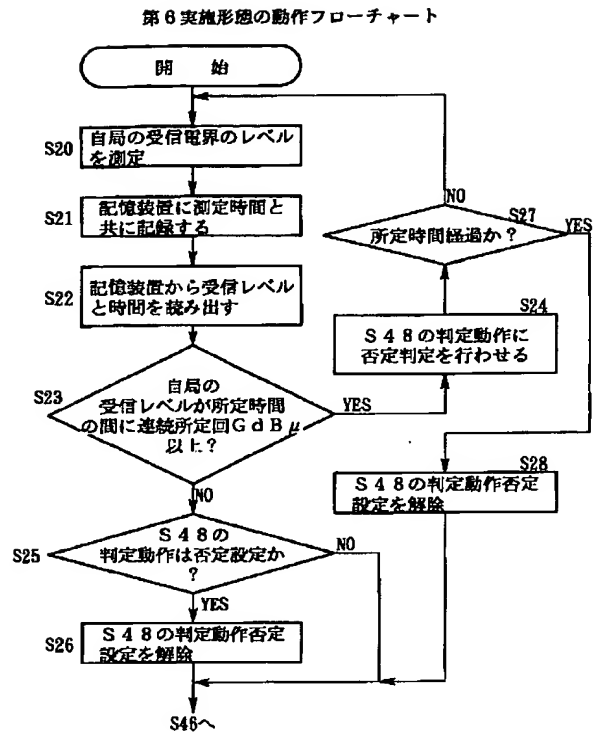 第6実施形態の動作フローチャート
開 始
S20
自局の受信電界のレベル
を測定
S21
記憶装置に測定時間と
共に記録する
S22
記憶装置から受信レベル
と時間を読み出す
S23
自局の
受信レベルが所定時間
の間に連続所定回GdBμ
以上?
YES
NO
S24
S48の判定動作に
否定判定を行わせる
S27
所定時間経過か?
NO
YES
S28
S48の判定動作否定
設定を解除
S25
S48の
判定動作は否定設定か
?
NO
YES
S26
S48の判定動作否定
設定を解除
S46へ